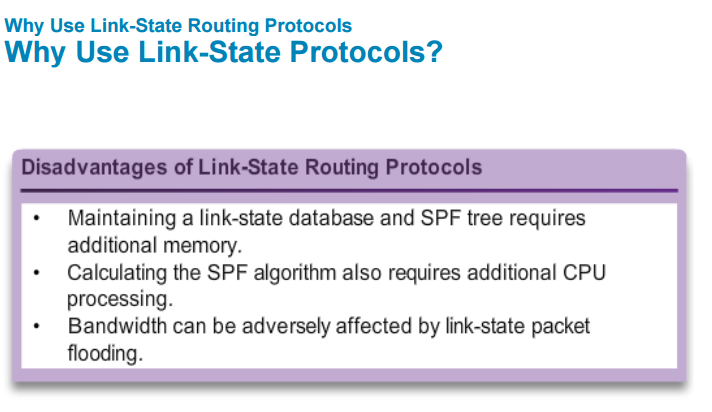 Why Use Link-State Routing Protocols
Why Use Link-State Protocols?
Disadvantages of Link-State Routing Protocols
• Maintaining a link-state database and SPF tree requires
additional memory.
• Calculating the SPF algorithm also requires additional CPU
processing.
• Bandwidth can be adversely affected by link-state packet
flooding.